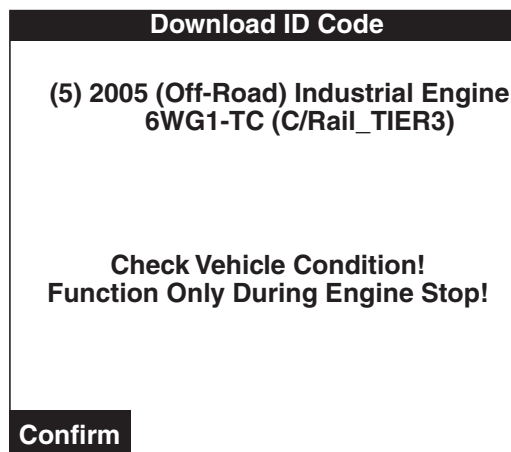 Download ID Code
(5) 2005 (Off-Road) Industrial Engine
6WG1-TC (C/Rail_TIER3)
Check Vehicle Condition!
Function Only During Engine Stop!
Confirm